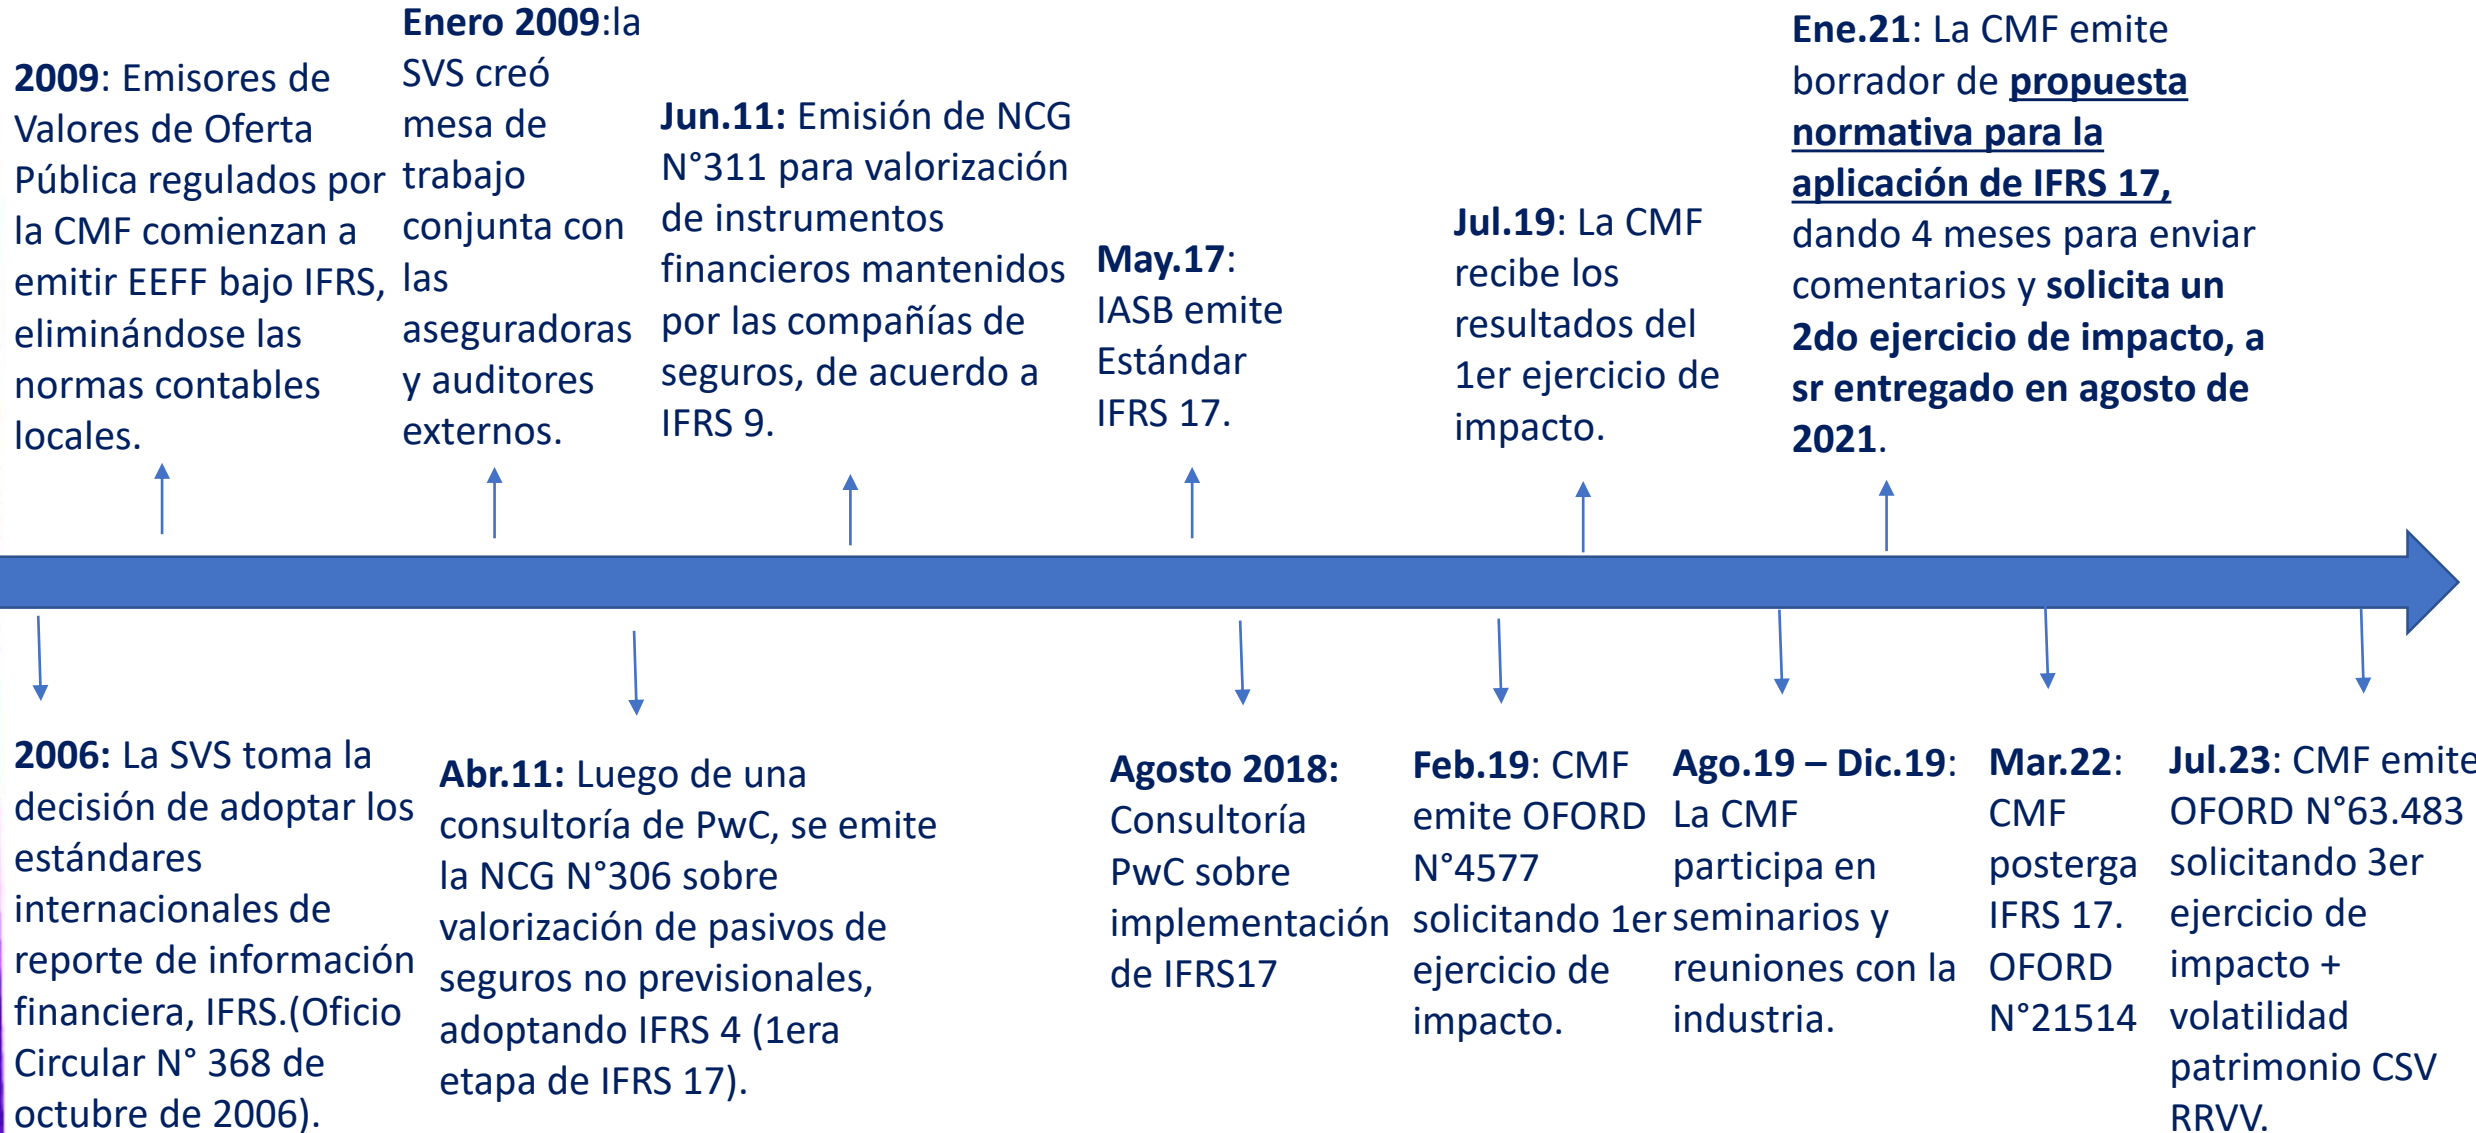 2009: Emisores de
Valores de Oferta
Pública regulados por
la CMF comienzan a
emitir EEFF bajo IFRS,
eliminándose las
normas contables
locales.
Enero 2009:la
SVS creó
mesa de
trabajo
conjunta con
las
aseguradoras
y auditores
externos.
Jun.11: Emisión de NCG
N°311 para valorización
de instrumentos
financieros mantenidos
por las compañías de
seguros, de acuerdo a
IFRS 9.
May.17:
IASB emite
Estándar
IFRS 17.
Jul.19: La CMF
recibe los
resultados del
1er ejercicio de
impacto.
Ene.21: La CMF emite
borrador de propuesta
normativa para la
aplicación de IFRS 17,
dando 4 meses para enviar
comentarios y solicita un
2do ejercicio de impacto, a
sr entregado en agosto de
2021.
2006: La SVS toma la
decisión de adoptar los
estándares
internacionales de
reporte de información
financiera, IFRS.(Oficio
Circular N° 368 de
octubre de 2006).
Abr.11: Luego de una
consultoría de PwC, se emite
la NCG N°306 sobre
valorización de pasivos de
seguros no previsionales,
adoptando IFRS 4 (1era
etapa de IFRS 17).
Agosto 2018:
Consultoría
PwC sobre
implementación
de IFRS17
Feb.19: CMF
emite OFORD
N°4577
solicitando 1er
ejercicio de
impacto.
Ago.19 – Dic.19:
La CMF
participa en
seminarios y
reuniones con la
industria.
Mar.22:
CMF
posterga
IFRS 17.
OFORD
N°21514
Jul.23: CMF emite
OFORD N°63.483
solicitando 3er
ejercicio de
impacto +
volatilidad
patrimonio CSV
RRVV.